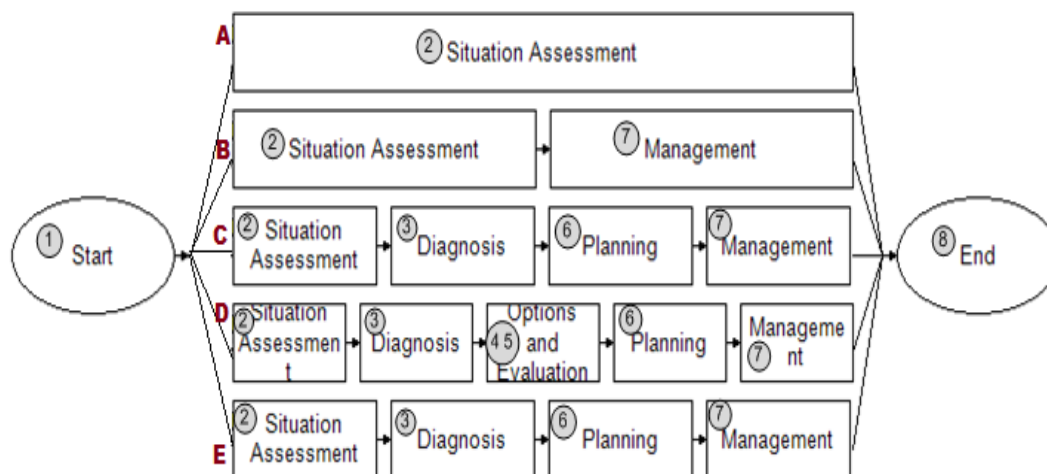 A
2 Situation Assessment
B
2 Situation Assessment
7 Management
1 Start
C
2 Situation
Assessment
3 Diagnosis
6 Planning
7 Management
8 End
D
2 Situation
Assessmen
t
3 Diagnosis
Options
4 5 and
Evaluation
6 Planning
Manageme
7 nt
E
2 Situation
Assessment
3 Diagnosis
6 Planning
7 Management